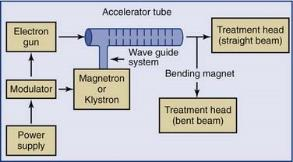 Accelerator tube
Electron
gun
Treatment head
(straight beam)
Wave guide
system
Bending magnet
Modulator
Magnetron
or
Klystron
Treatment head
(bent beam)
Power
supply